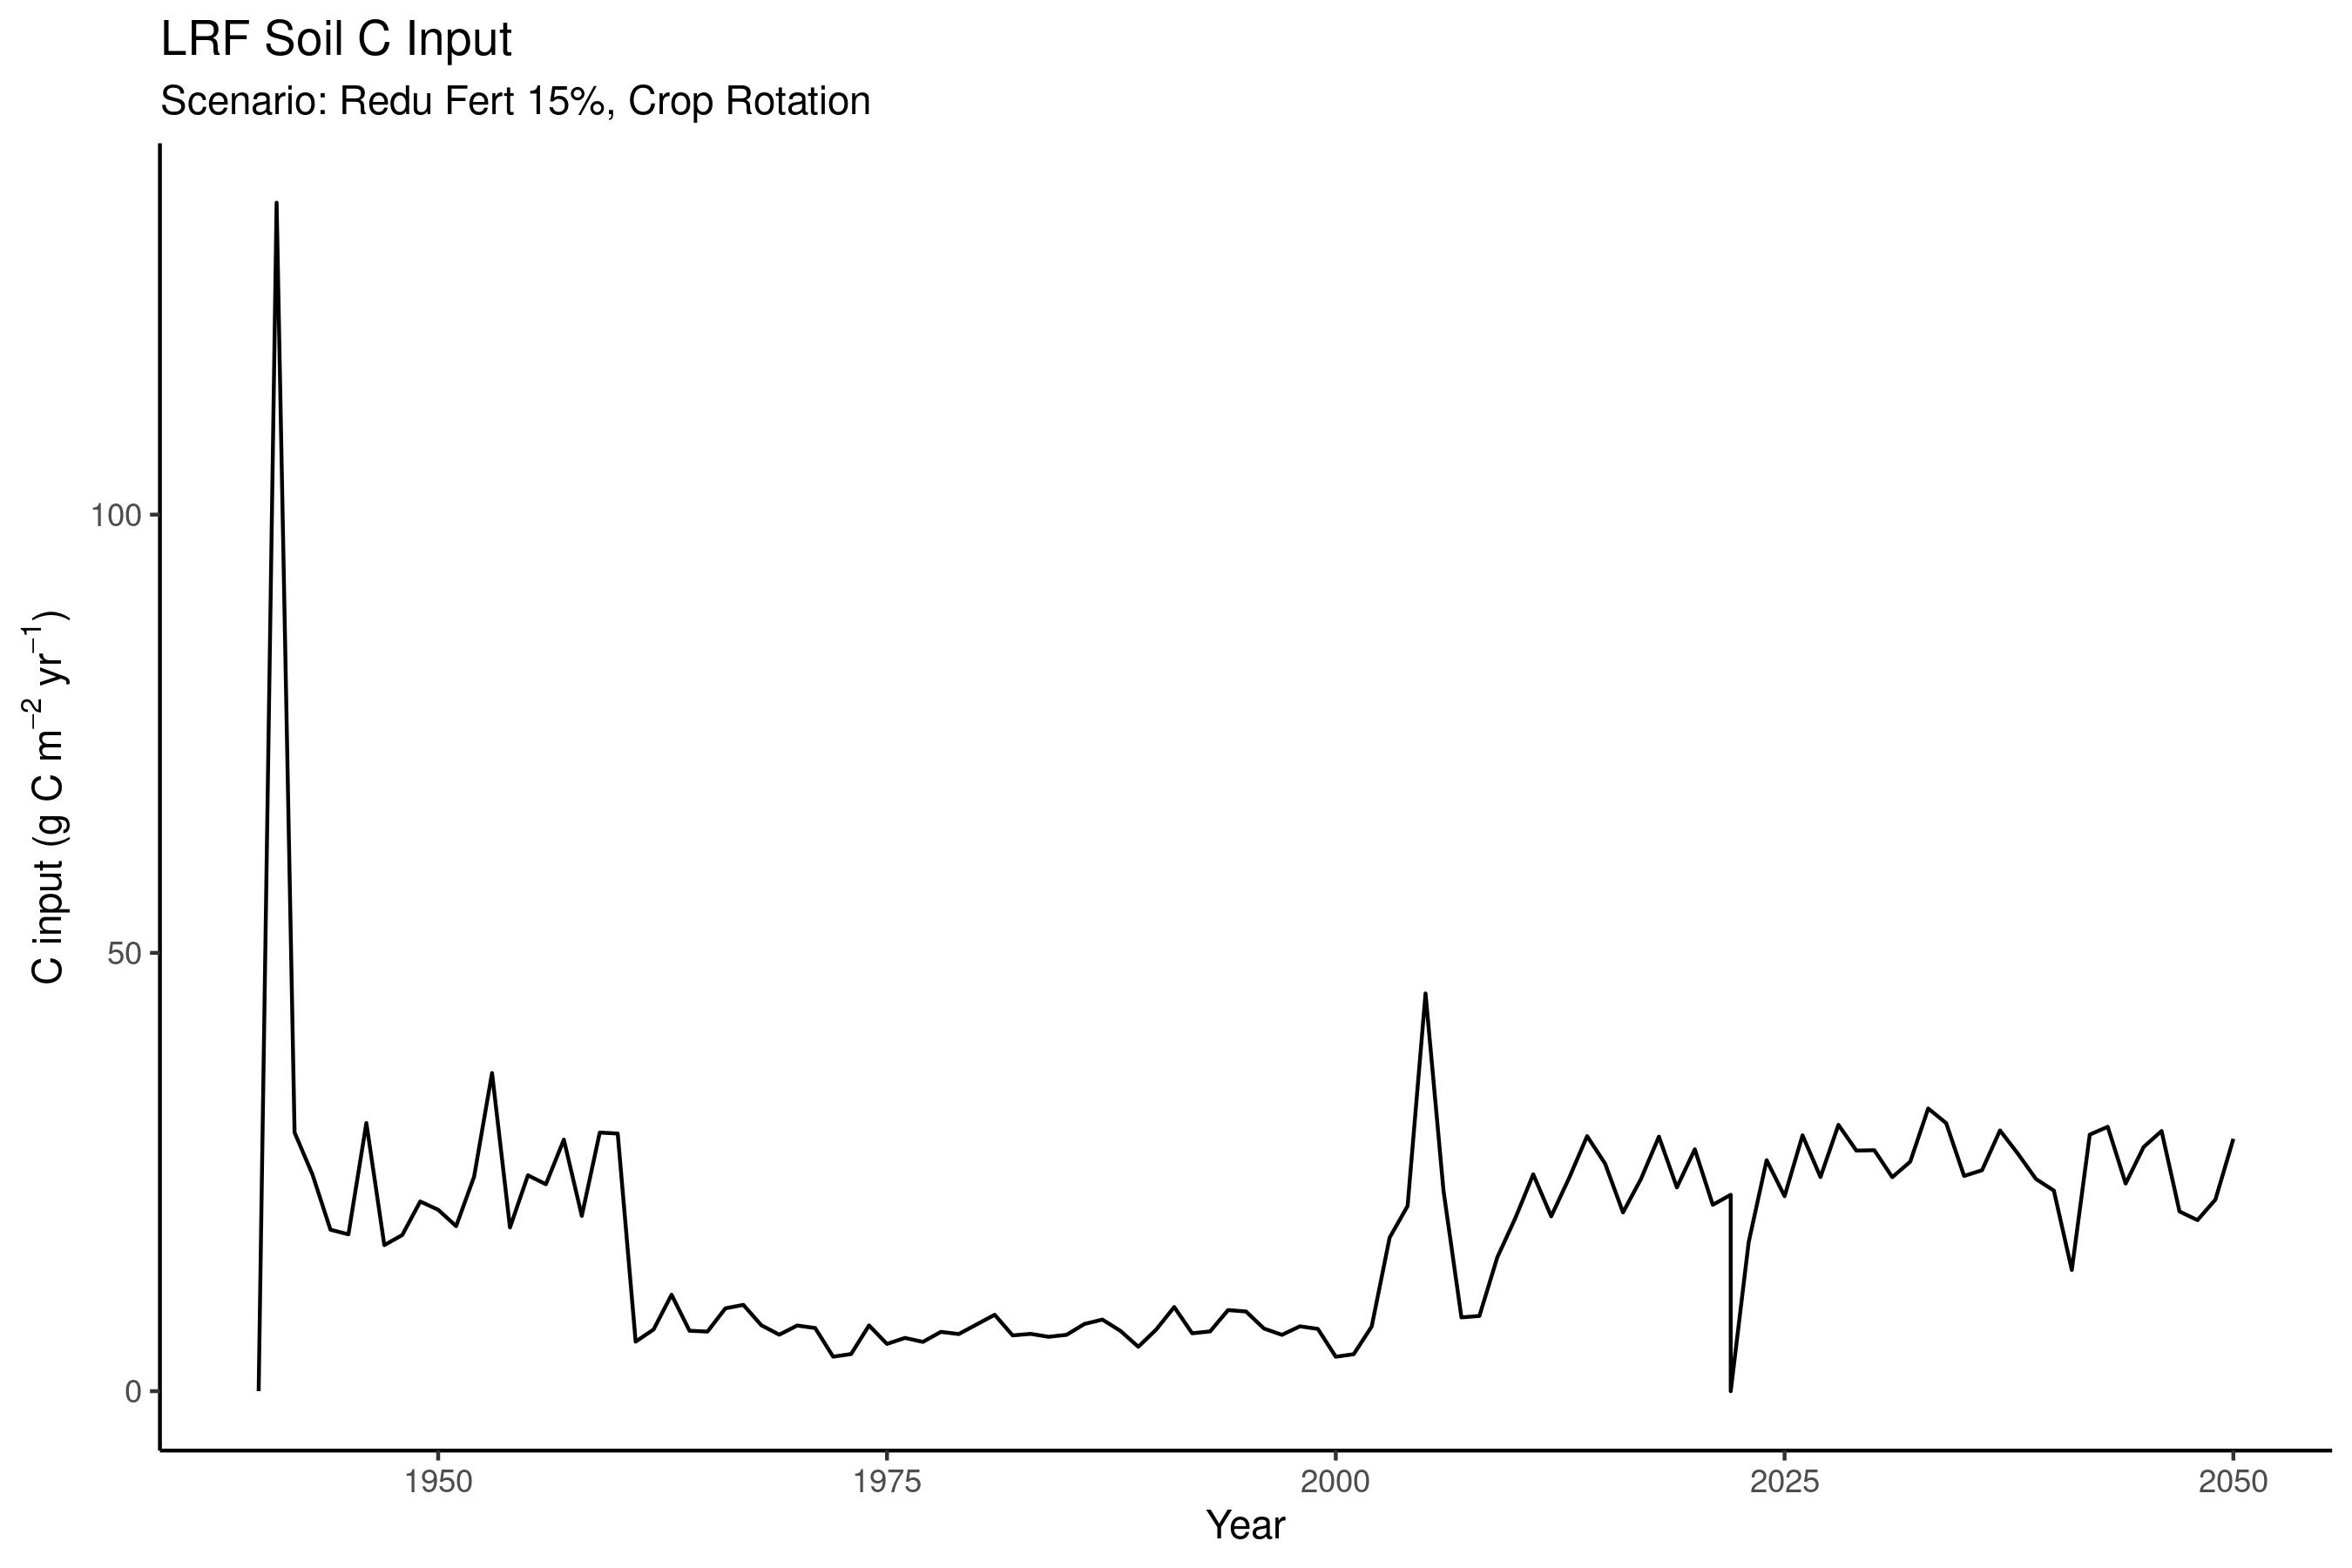 LRF Soil C Input
Scenario: Redu Fert 15%, Crop Rotation
C input (g C m⁻² yr⁻¹)
100
50
0
1950 1975 2000 2025 2050
Year